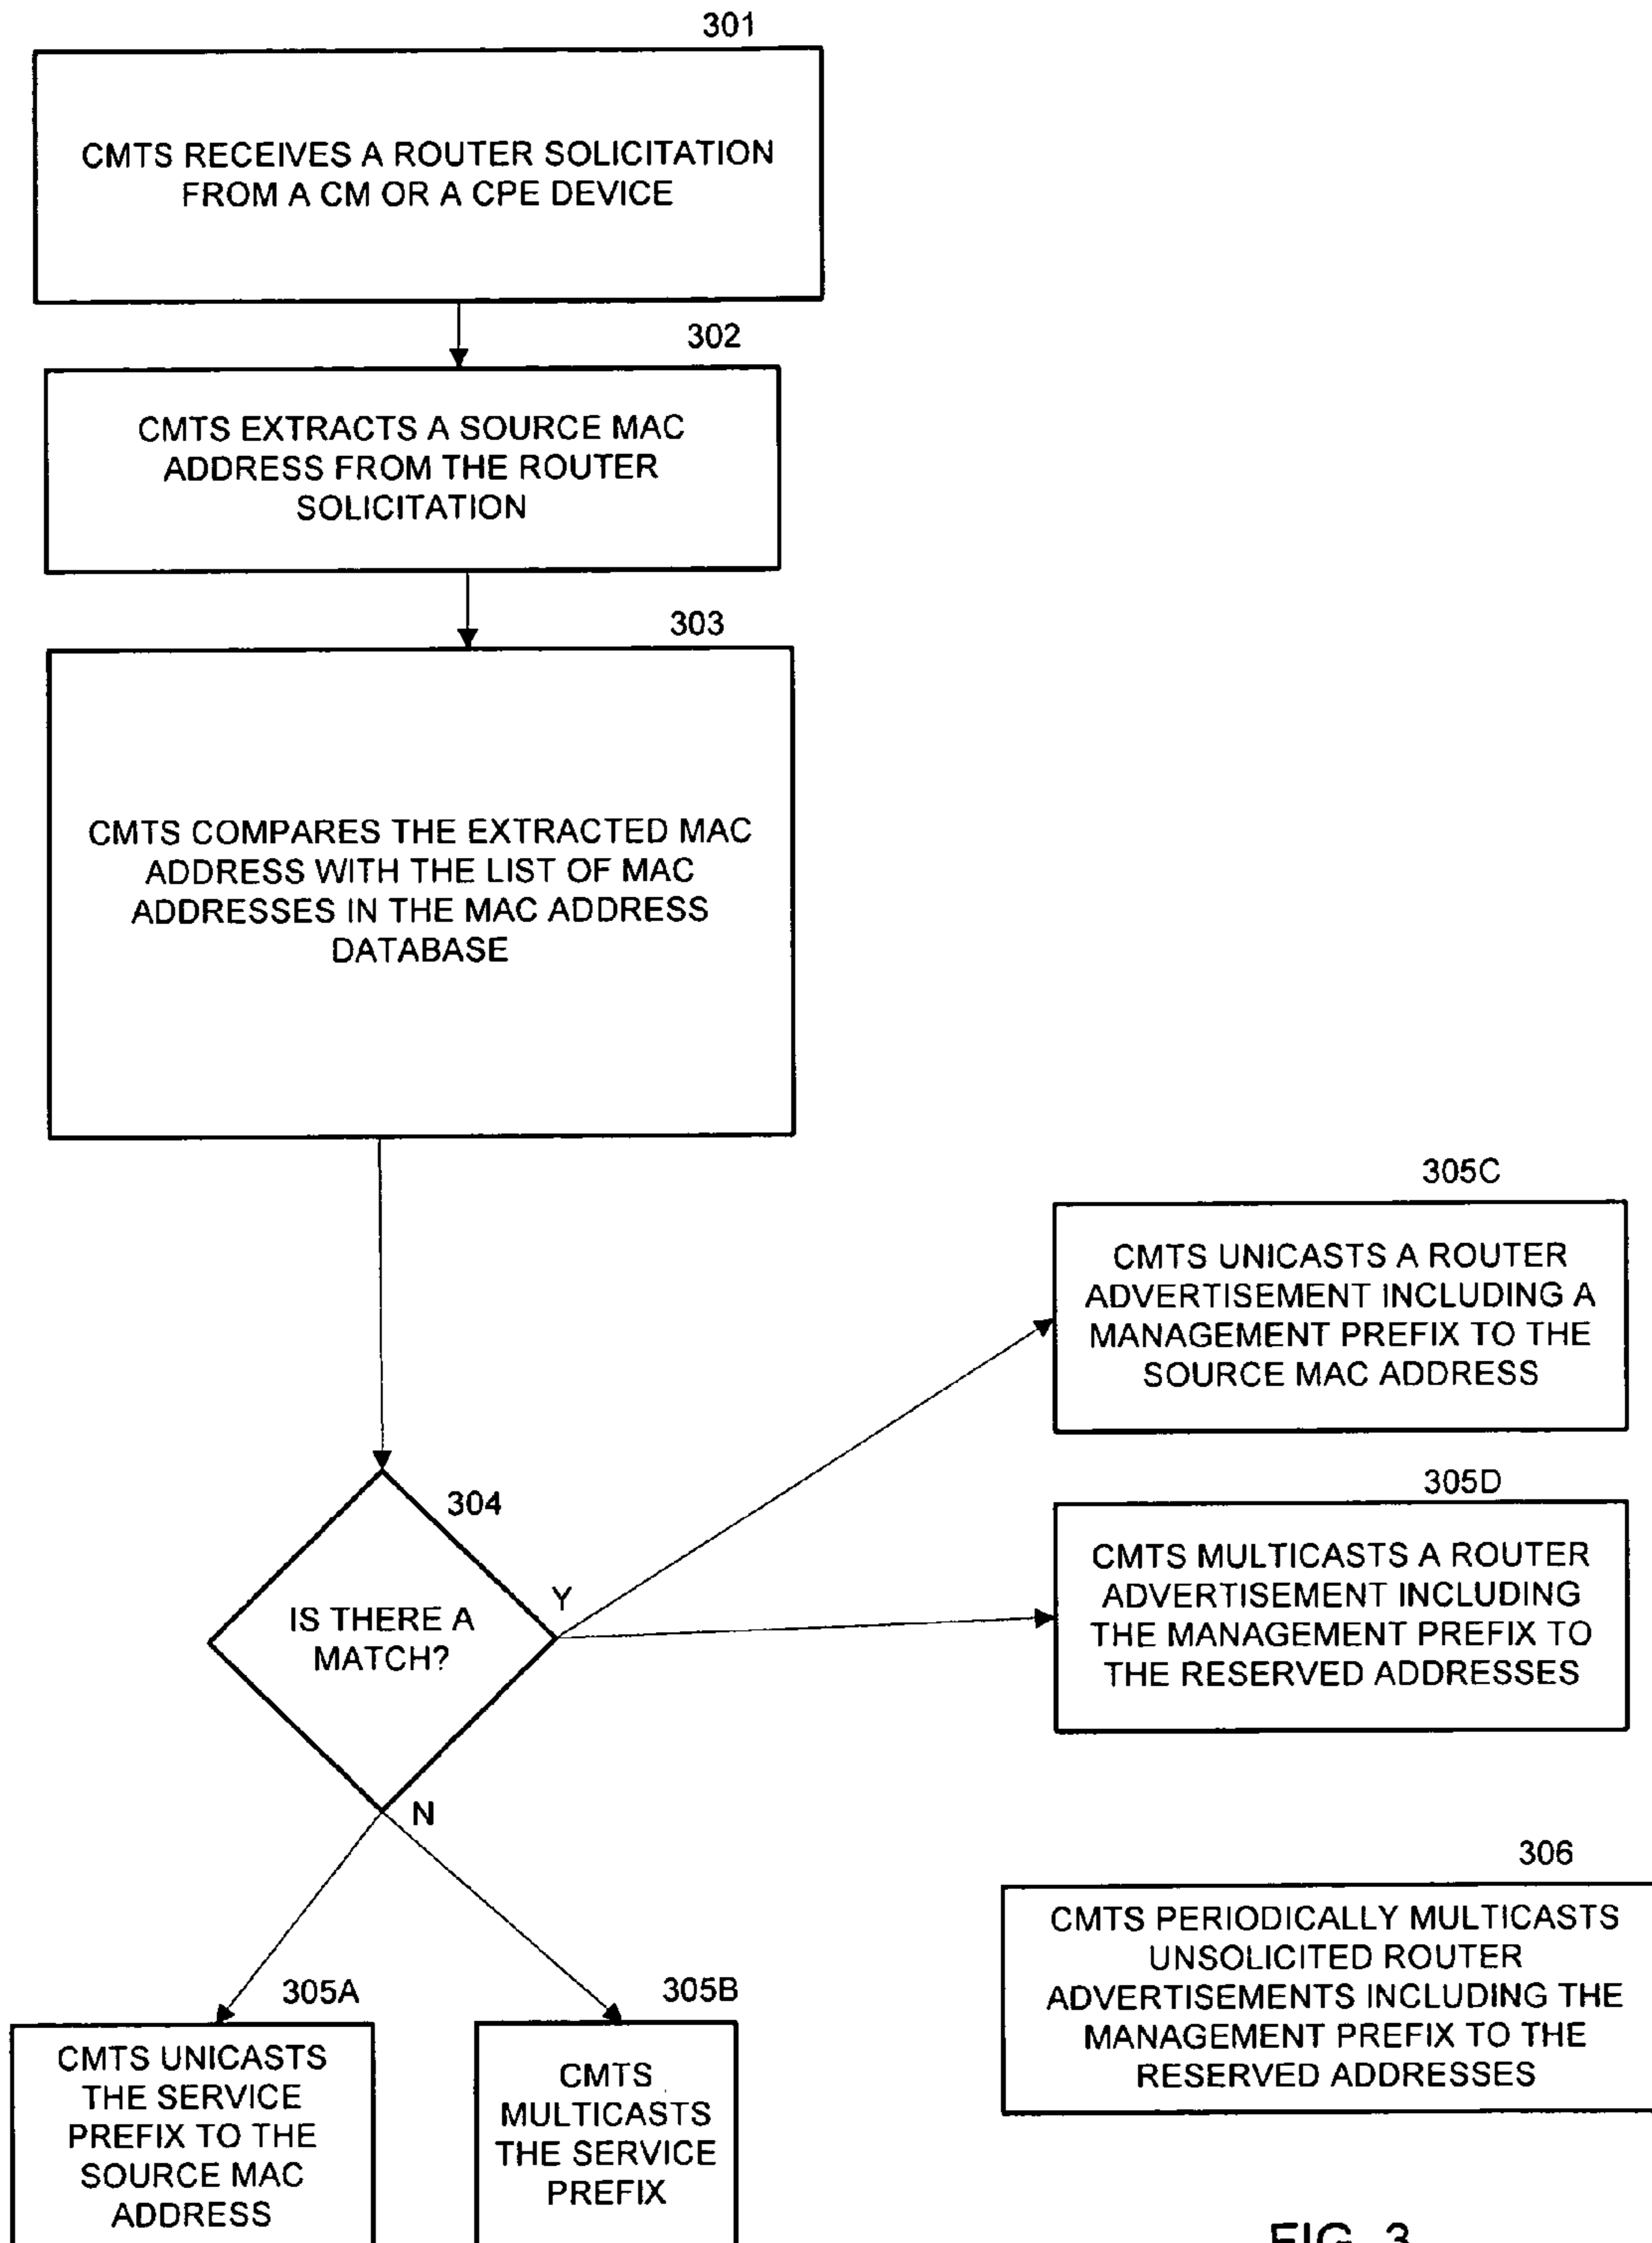 301
CMTS RECEIVES A ROUTER SOLICITATION
FROM A CM OR A CPE DEVICE
302
CMTS EXTRACTS A SOURCE MAC
ADDRESS FROM THE ROUTER
SOLICITATION
303
CMTS COMPARES THE EXTRACTED MAC
ADDRESS WITH THE LIST OF MAC
ADDRESSES IN THE MAC ADDRESS
DATABASE
305C
CMTS UNICASTS A ROUTER
ADVERTISEMENT INCLUDING A
MANAGEMENT PREFIX TO THE
SOURCE MAC ADDRESS
304
IS THERE A
MATCH?
Y
N
305D
CMTS MULTICASTS A ROUTER
ADVERTISEMENT INCLUDING
THE MANAGEMENT PREFIX TO
THE RESERVED ADDRESSES
306
CMTS PERIODICALLY MULTICASTS
UNSOLICITED ROUTER
ADVERTISEMENTS INCLUDING THE
MANAGEMENT PREFIX TO THE
RESERVED ADDRESSES
305A
CMTS UNICASTS
THE SERVICE
PREFIX TO THE
SOURCE MAC
ADDRESS
305B
CMTS
MULTICASTS
THE SERVICE
PREFIX
FIG. 3